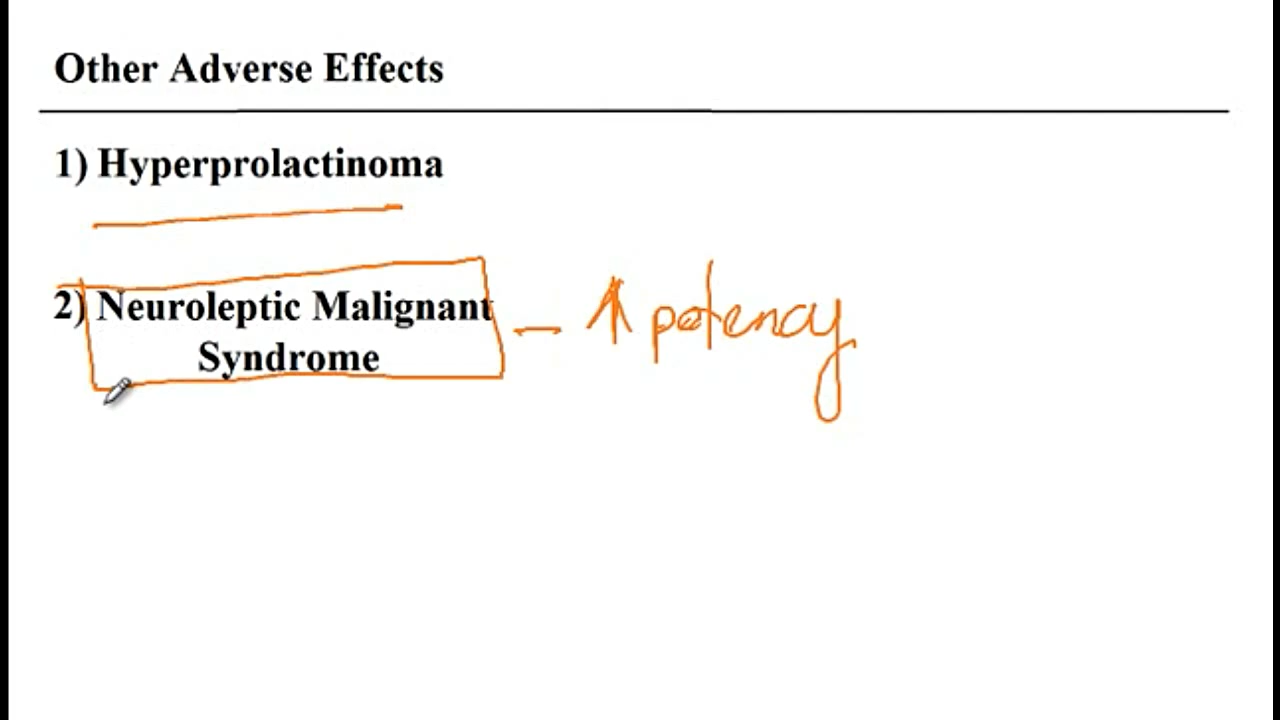 Other Adverse Effects
1) Hyperprolactinoma
2) Neuroleptic Malignant
Syndrome
– ↑ potency